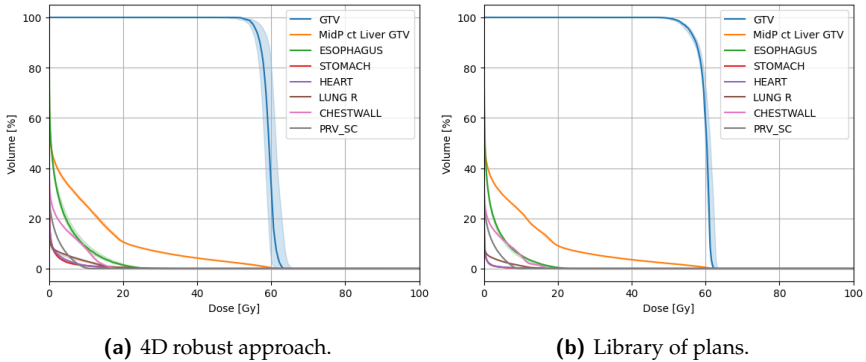 100
80
60
40
20
0
Volume [%]
0 20 40 60 80 100
Dose [Gy]
GTV
MidP ct Liver GTV
ESOPHAGUS
STOMACH
HEART
LUNG R
CHESTWALL
PRV_SC
(a) 4D robust approach.
100
80
60
40
20
0
Volume [%]
0 20 40 60 80 100
Dose [Gy]
GTV
MidP ct Liver GTV
ESOPHAGUS
STOMACH
HEART
LUNG R
CHESTWALL
PRV_SC
(b) Library of plans.